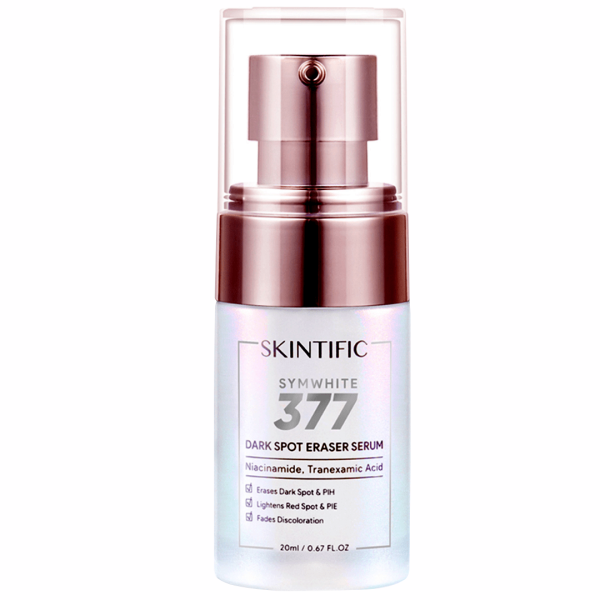 SKINTIFIC
SYMWHITE
377
DARK SPOT ERASER SERUM
Niacinamide, Tranexamic Acid
Erases Dark Spot & PIH
Lightens Red Spot & PIE
Fades Discoloration
20ml / 0.67 FL.OZ